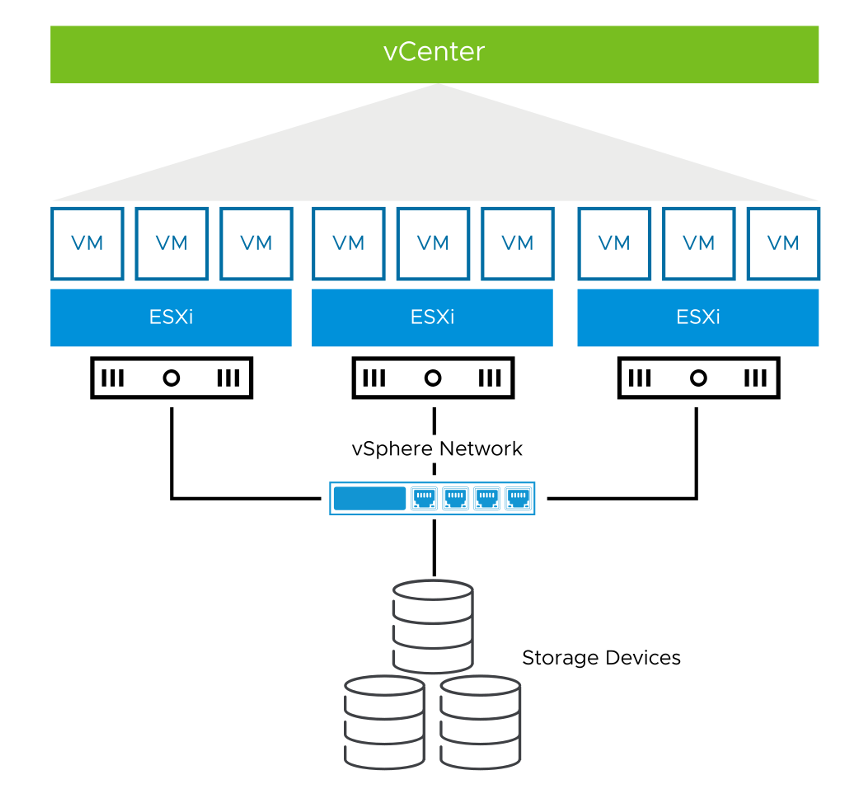 vCenter
VM VM VM VM VM VM VM VM VM
ESXi ESXi ESXi
vSphere Network
Storage Devices